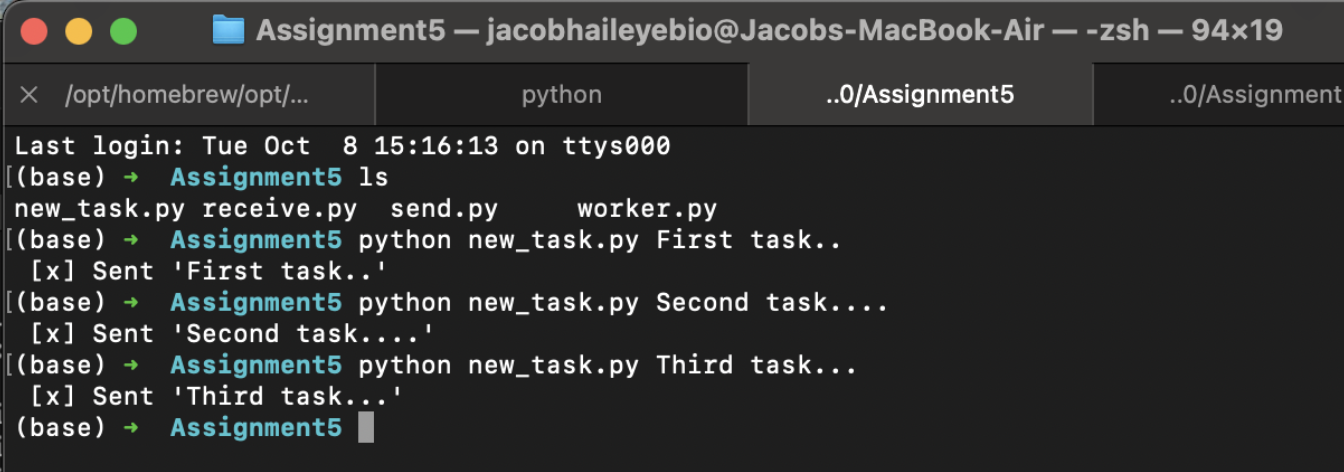 Assignment5 — jacobhaileyebio@Jacobs-MacBook-Air — -zsh — 94×19
/opt/homebrew/opt/... python ..0/Assignment5 ..0/Assignment
Last login: Tue Oct  8 15:16:13 on ttys000
[(base) ➜  Assignment5 ls
new_task.py receive.py  send.py     worker.py
[(base) ➜  Assignment5 python new_task.py First task..
 [x] Sent 'First task..'
[(base) ➜  Assignment5 python new_task.py Second task....
 [x] Sent 'Second task....'
[(base) ➜  Assignment5 python new_task.py Third task...
 [x] Sent 'Third task...'
(base) ➜  Assignment5